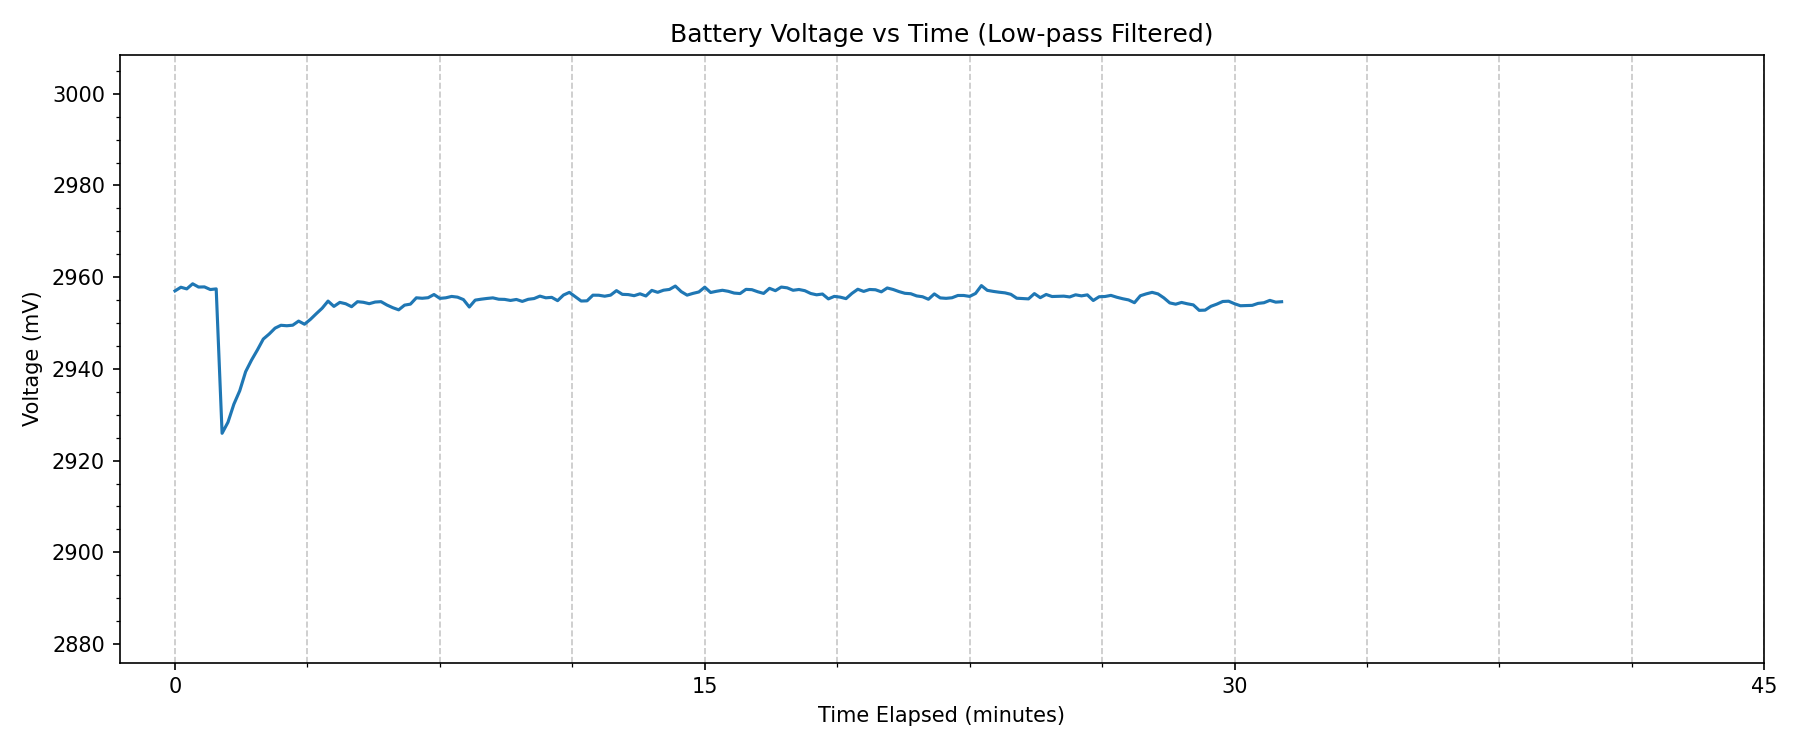 Battery Voltage vs Time (Low-pass Filtered)
Voltage (mV)
3000
2980
2960
2940
2920
2900
2880
0 15 30 45
Time Elapsed (minutes)